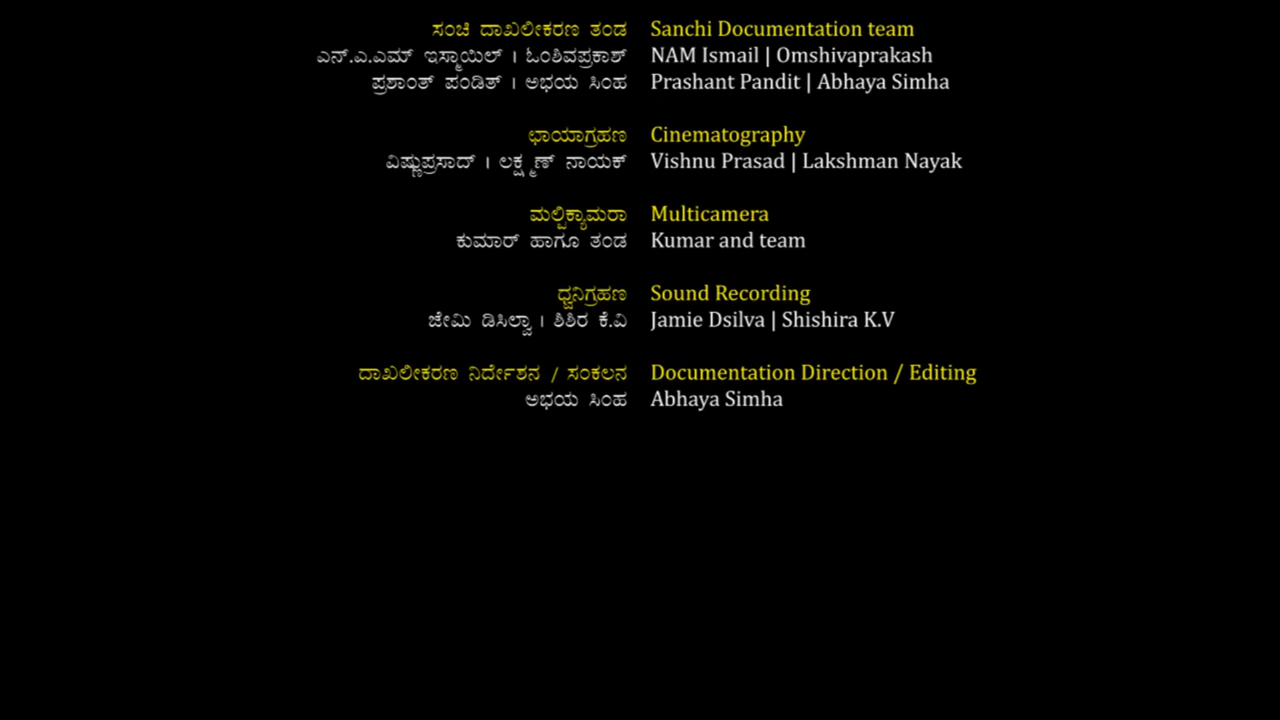 ಸಂಚಿ ದಾಖಲೀಕರಣ ತಂಡ Sanchi Documentation team
ಎನ್.ಎ.ಎಮ್ ಇಸ್ಮಾಯಿಲ್ । ಓಂಶಿವಪ್ರಕಾಶ್ NAM Ismail | Omshivaprakash
ಪ್ರಶಾಂತ್ ಪಂಡಿತ್ । ಅಭಯ ಸಿಂಹ Prashant Pandit | Abhaya Simha
ಛಾಯಾಗ್ರಹಣ Cinematography
ವಿಷ್ಣುಪ್ರಸಾದ್ । ಲಕ್ಷ್ಮಣ್ ನಾಯಕ್ Vishnu Prasad | Lakshman Nayak
ಮಲ್ಟಿಕ್ಯಾಮರಾ Multicamera
ಕುಮಾರ್ ಹಾಗೂ ತಂಡ Kumar and team
ಧ್ವನಿಗ್ರಹಣ Sound Recording
ಜೇಮಿ ಡಿಸಿಲ್ವಾ । ಶಿಶಿರ ಕೆ.ವಿ Jamie Dsilva | Shishira K.V
ದಾಖಲೀಕರಣ ನಿರ್ದೇಶನ / ಸಂಕಲನ Documentation Direction / Editing
ಅಭಯ ಸಿಂಹ Abhaya Simha